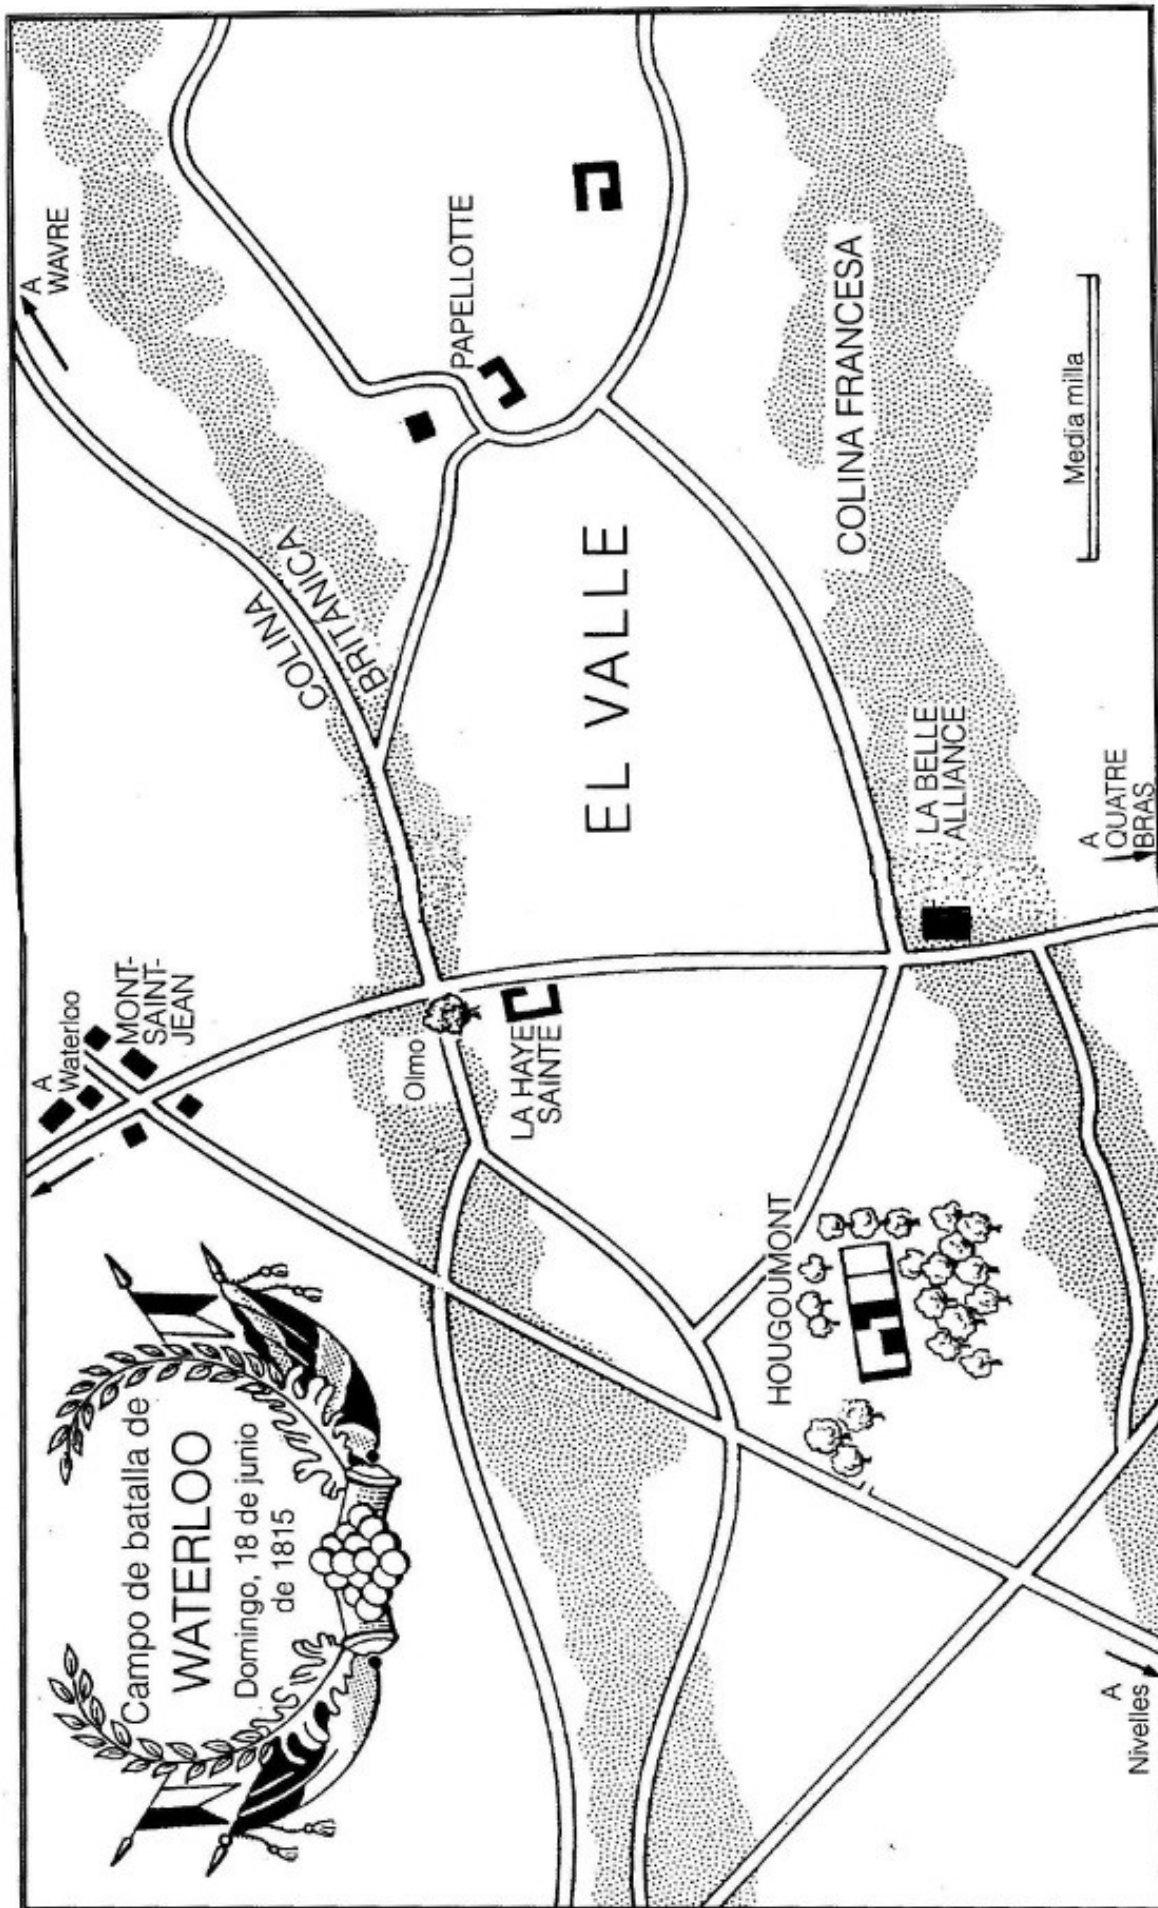 Campo de batalla de
WATERLOO
Domingo, 18 de junio
de 1815
A
Waterloo
MONT-
SAINT-
JEAN
A
WAVRE
COLINA
BRITÁNICA
Olmo
LA HAYE
SAINTE
PAPELLOTTE
EL VALLE
HOUGOUMONT
COLINA FRANCESA
LA BELLE
ALLIANCE
Media milla
A
Nivelles
A
QUATRE
BRAS